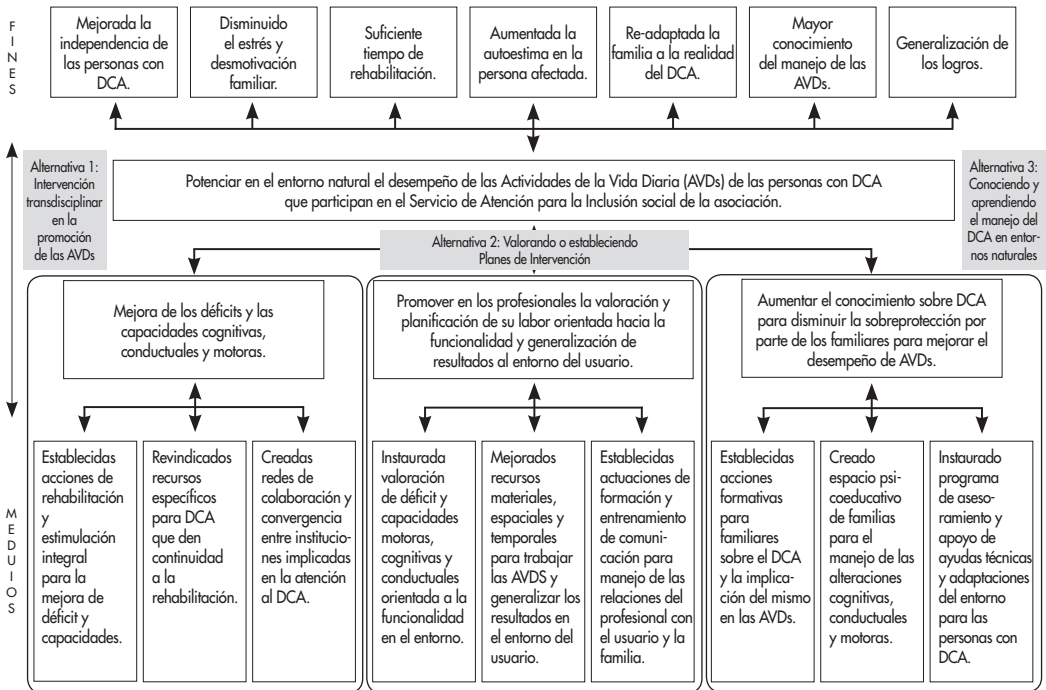 F
I
N
E
S
Mejorada la
independencia de
las personas con
DCA.
Disminuido
el estrés y
desmotivación
familiar.
Suficiente
tiempo de
rehabilitación.
Aumentada la
autoestima en la
persona afectada.
Re-adaptada la
familia a la realidad
del DCA.
Mayor
conocimiento
del manejo de las
AVDs.
Generalización de
los logros.
Alternativa 1:
Intervención
transdisciplinar
en la
promoción
de las AVDs
Potenciar en el entorno natural el desempeño de las Actividades de la Vida Diaria (AVDs) de las personas con DCA
que participan en el Servicio de Atención para la Inclusión social de la asociación.
Alternativa 3:
Conociendo y
aprendiendo
el manejo del
DCA en entor-
nos naturales
Alternativa 2: Valorando o estableciendo
Planes de Intervención
Mejora de los déficits y las
capacidades cognitivas,
conductuales y motoras.
Promover en los profesionales la valoración y
planificación de su labor orientada hacia la
funcionalidad y generalización de
resultados al entorno del usuario.
Aumentar el conocimiento sobre DCA
para disminuir la sobreprotección por
parte de los familiares para mejorar el
desempeño de AVDs.
M
E
D
U
I
O
S
Establecidas
acciones de
rehabilitación
y
estimulación
integral
para la
mejora de
déficit y
capacidades.
Revindicados
recursos
específicos
para DCA
que den
continuidad
a la
rehabilitación.
Creadas
redes de
colaboración y
convergencia
entre institucio-
nes implicadas
en la atención
al DCA.
Instaurada
valoración
de déficit y
capacidades
motoras,
cognitivas y
conductuales
orientada a la
funcionalidad
en el entorno.
Mejorados
recursos
materiales,
espaciales y
temporales
para trabajar
las AVDS y
generalizar los
resultados en
el entorno del
usuario.
Establecidas
actuaciones de
formación y
entrenamiento
de comuni-
cación para
manejo de las
relaciones del
profesional con
el usuario y la
familia.
Establecidas
acciones
formativas
para
familiares
sobre el DCA
y la implica-
ción del mismo
en las AVDs.
Creado
espacio psi-
coeducativo
de familias
para el
manejo de las
alteraciones
cognitivas,
conductuales
y motoras.
Instaurado
programa
de aseso-
ramiento y
apoyo de
ayudas técnicas
y adaptaciones
del entorno
para las
personas con
DCA.